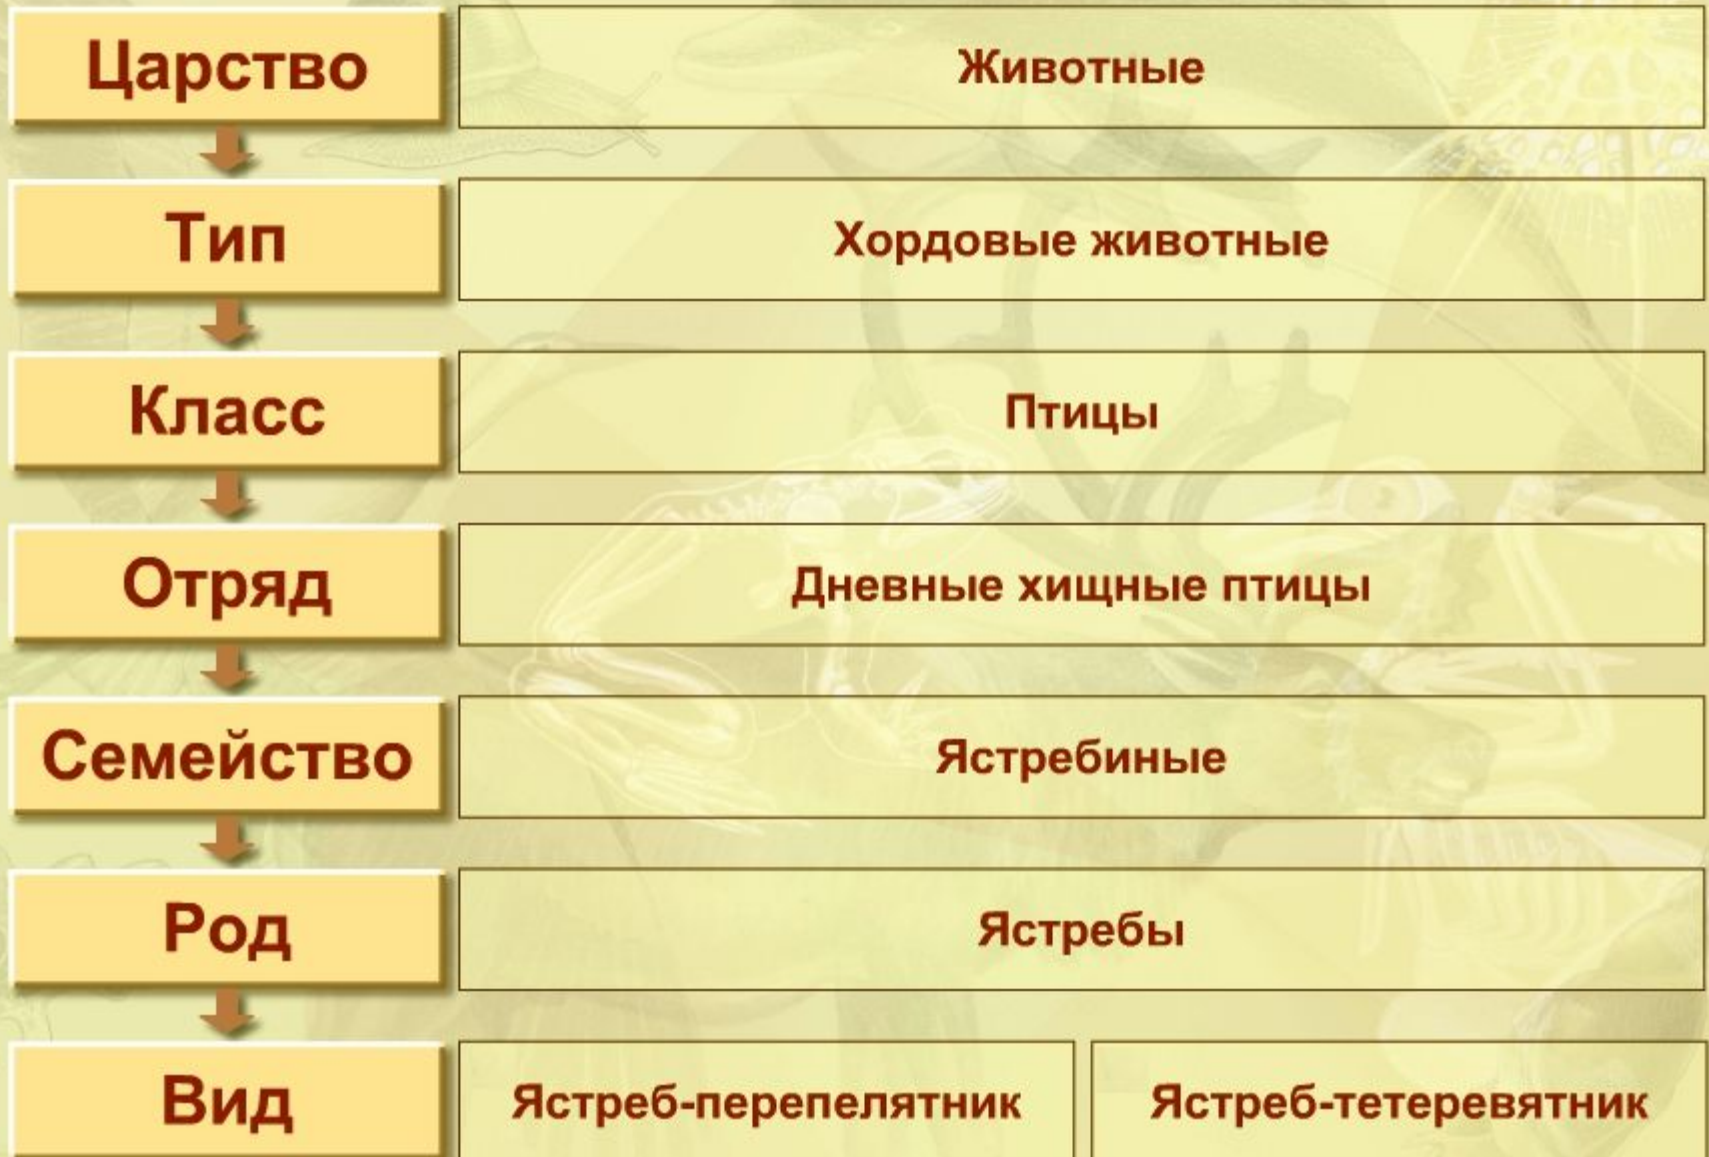 Царство
Животные
Тип
Хордовые животные
Класс
Птицы
Отряд
Дневные хищные птицы
Семейство
Ястребиные
Род
Ястребы
Вид
Ястреб-перепелятник
Ястреб-тетеревятник